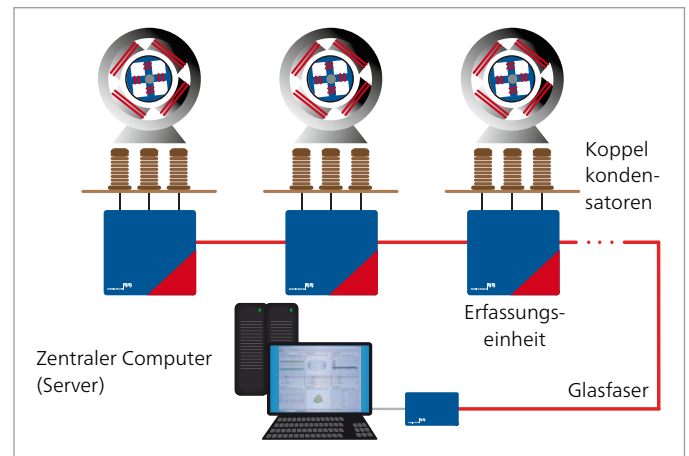 Koppel
konden-
satoren
Erfassungs-
einheit
Zentraler Computer
(Server)
Glasfaser